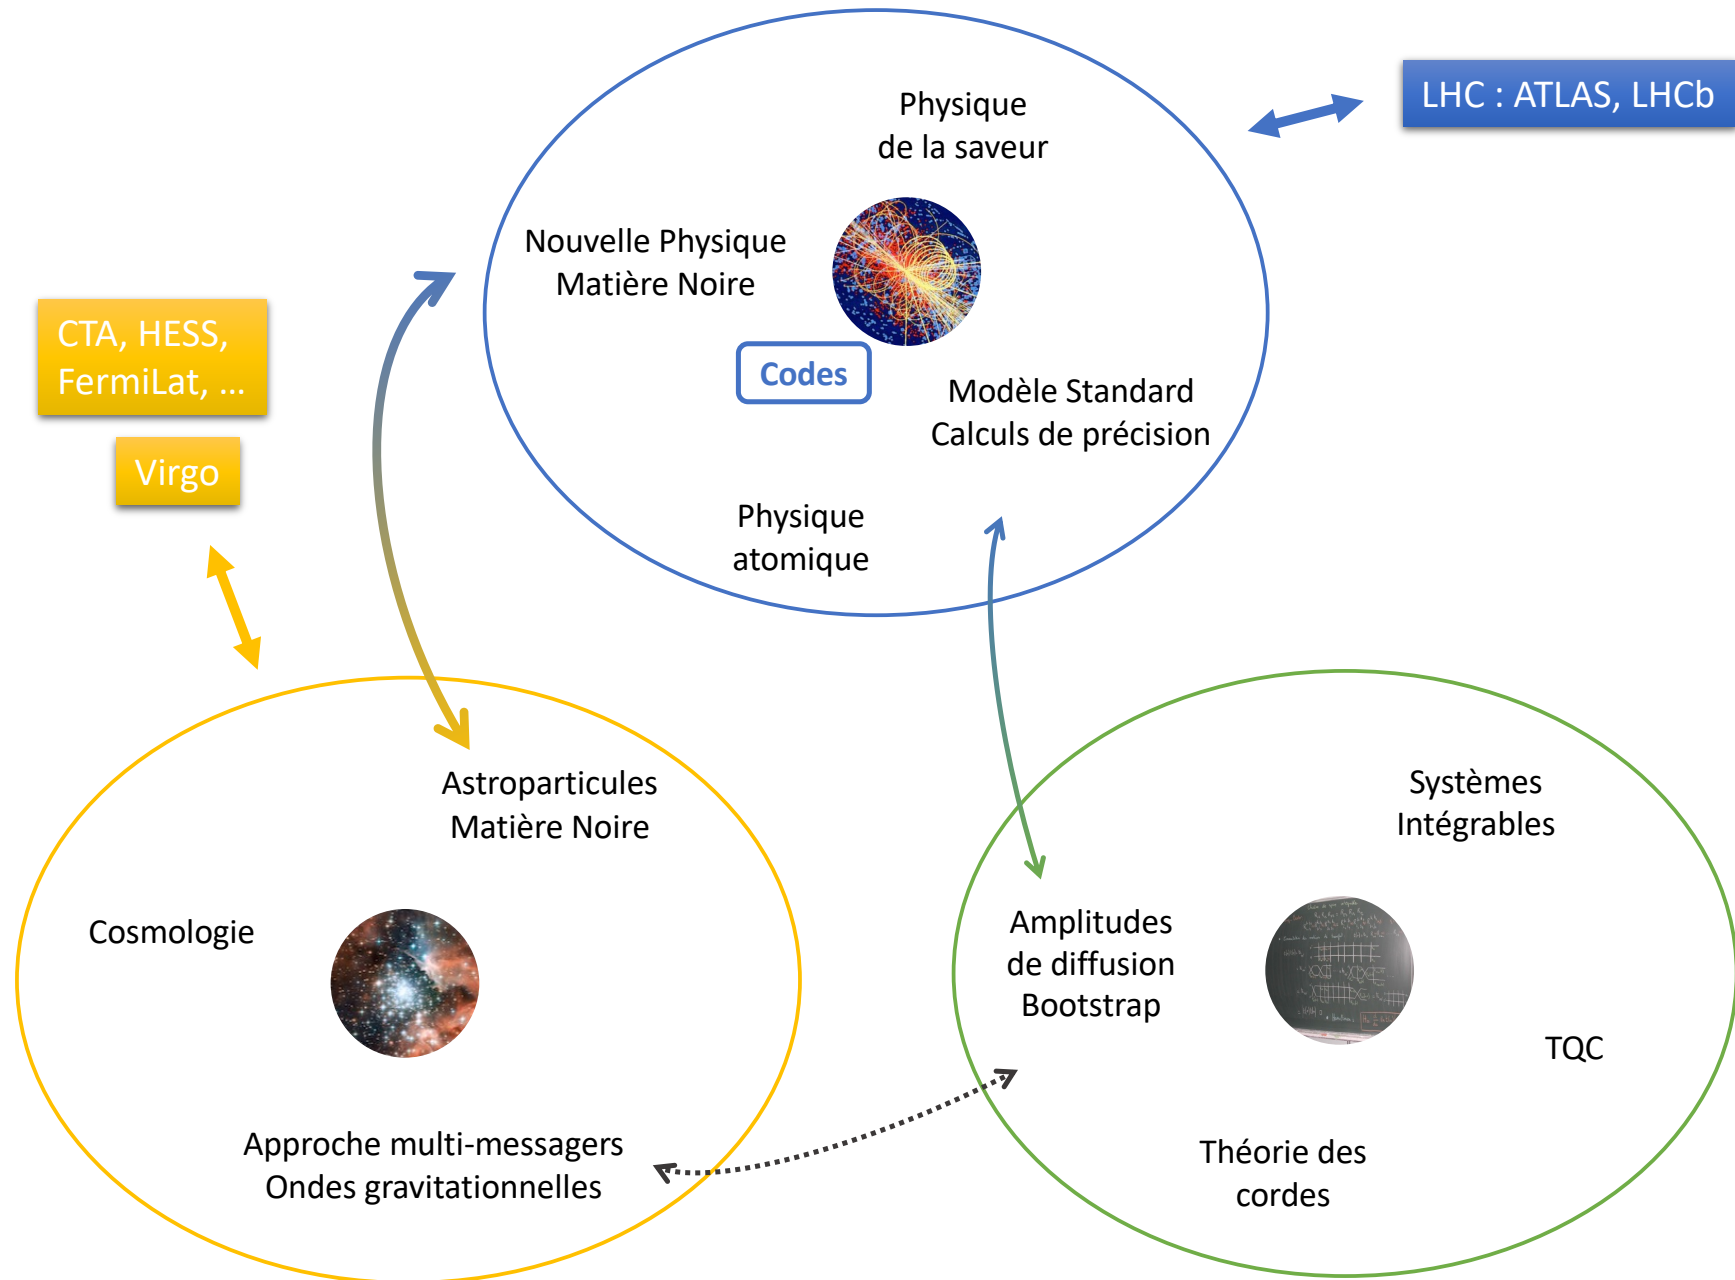 Physique
de la saveur
LHC : ATLAS, LHCb
Nouvelle Physique
Matière Noire
Codes
Modèle Standard
Calculs de précision
Physique
atomique
CTA, HESS,
FermiLat, ...
Virgo
Astroparticules
Matière Noire
Cosmologie
Approche multi-messagers
Ondes gravitationnelles
Systèmes
Intégrables
Amplitudes
de diffusion
Bootstrap
TQC
Théorie des
cordes